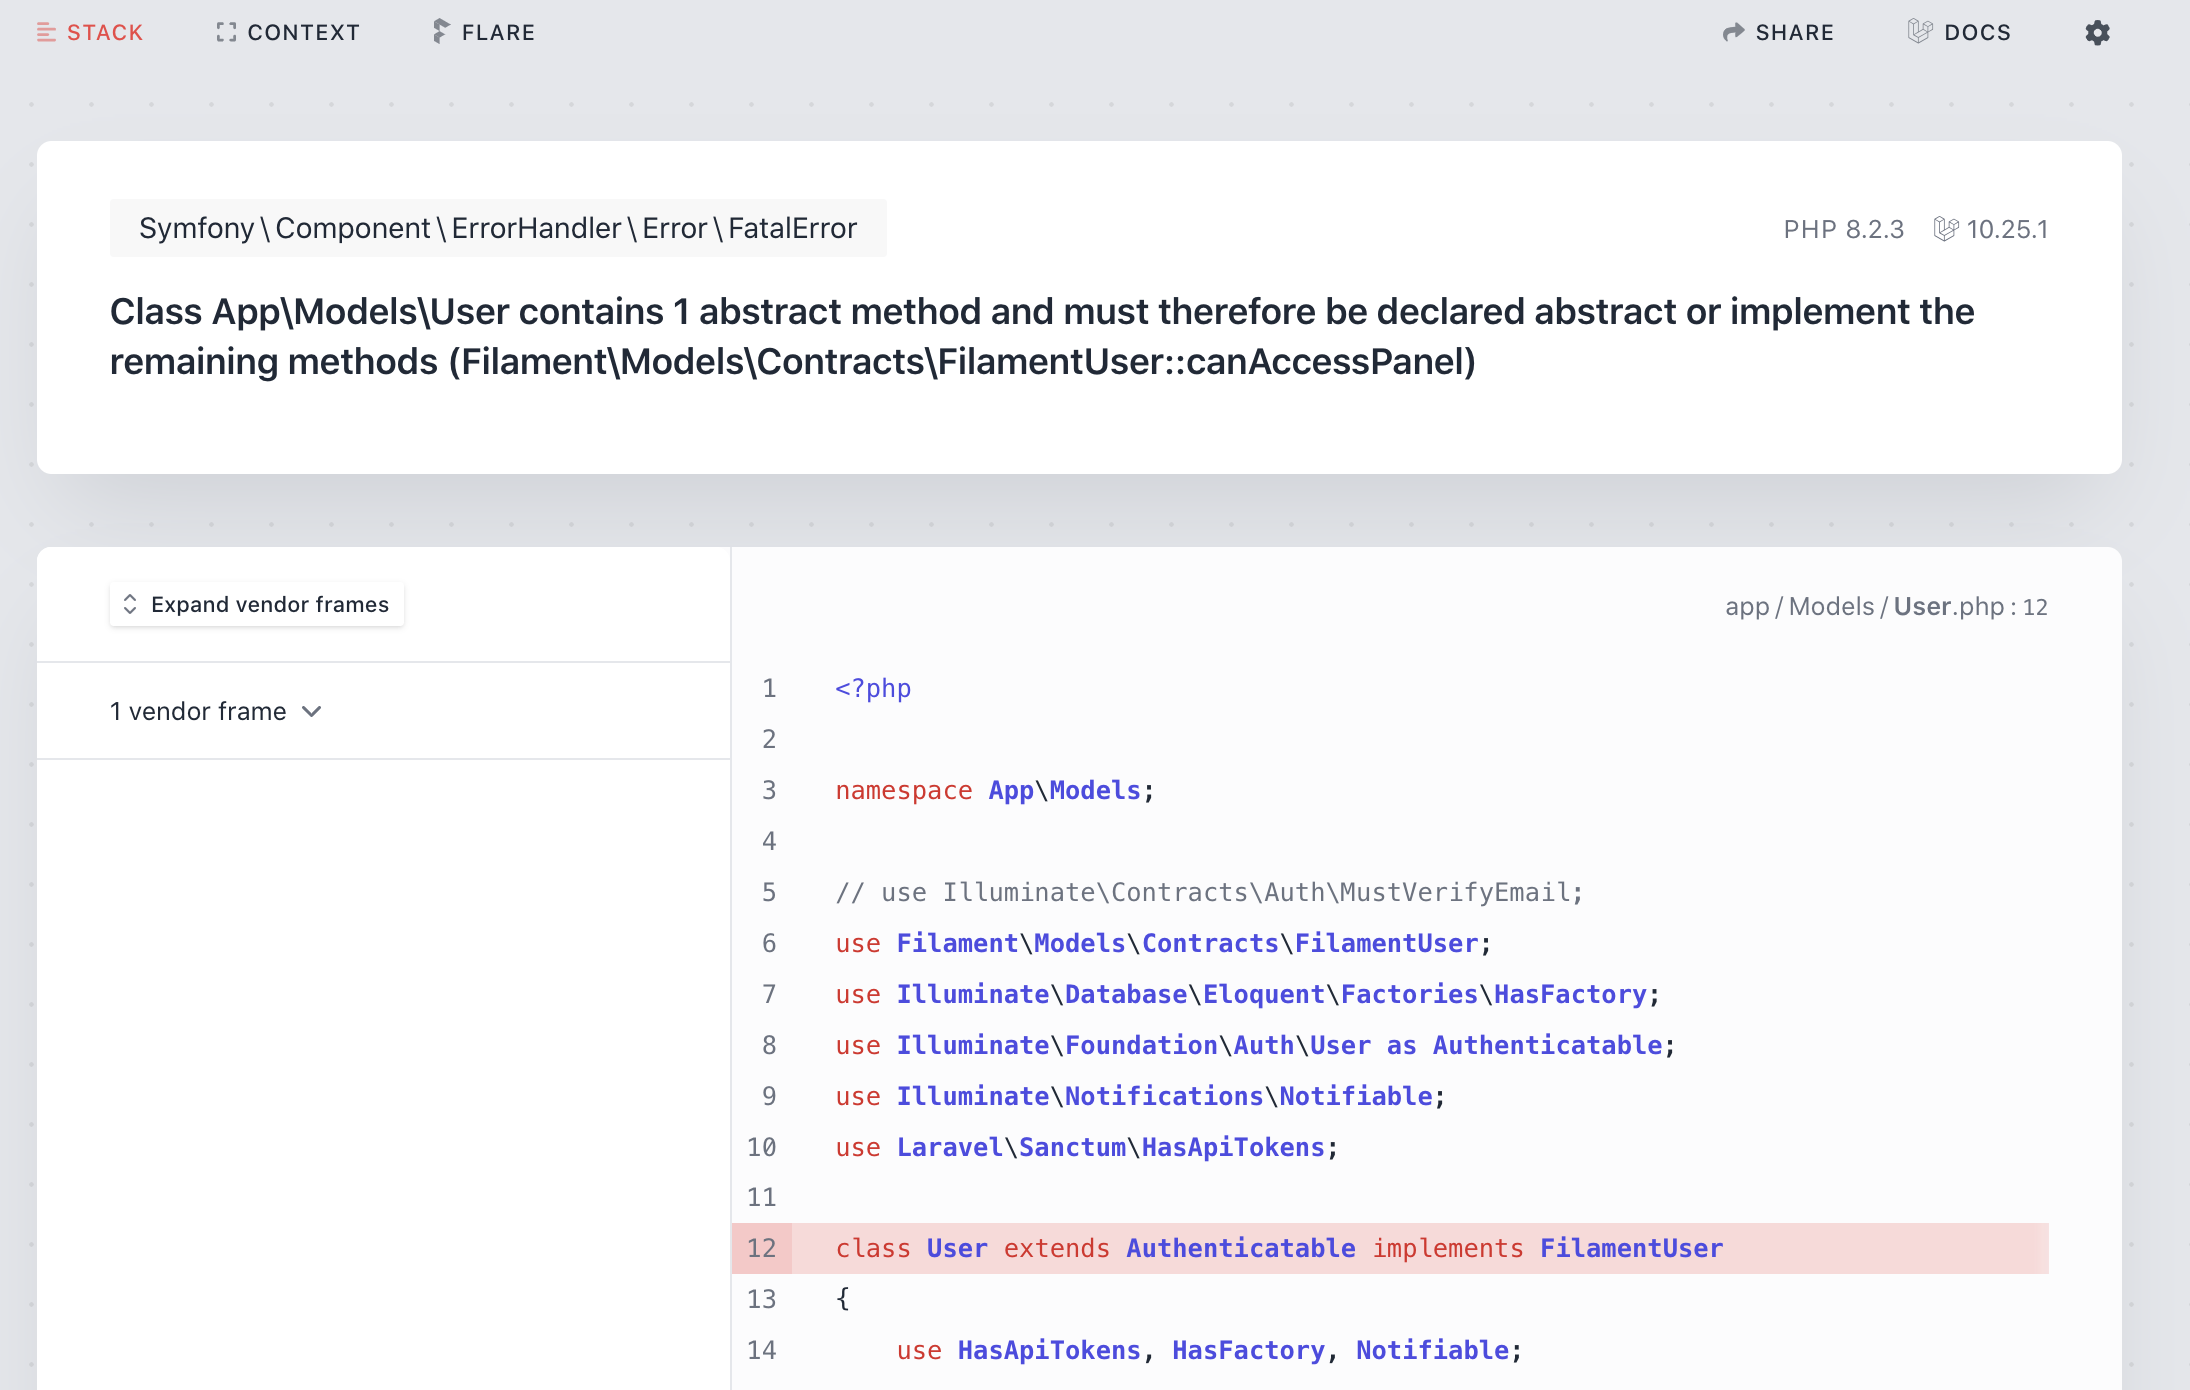 STACK CONTEXT FLARE SHARE DOCS
Symfony\Component\ErrorHandler\Error\FatalError
PHP 8.2.3 10.25.1
Class App\Models\User contains 1 abstract method and must therefore be declared abstract or implement the
remaining methods (Filament\Models\Contracts\FilamentUser::canAccessPanel)
Expand vendor frames
1 vendor frame
app/Models/User.php:12
1 <?php
2
3 namespace App\Models;
4
5 // use Illuminate\Contracts\Auth\MustVerifyEmail;
6 use Filament\Models\Contracts\FilamentUser;
7 use Illuminate\Database\Eloquent\Factories\HasFactory;
8 use Illuminate\Foundation\Auth\User as Authenticatable;
9 use Illuminate\Notifications\Notifiable;
10 use Laravel\Sanctum\HasApiTokens;
11
12 class User extends Authenticatable implements FilamentUser
13 {
14     use HasApiTokens, HasFactory, Notifiable;